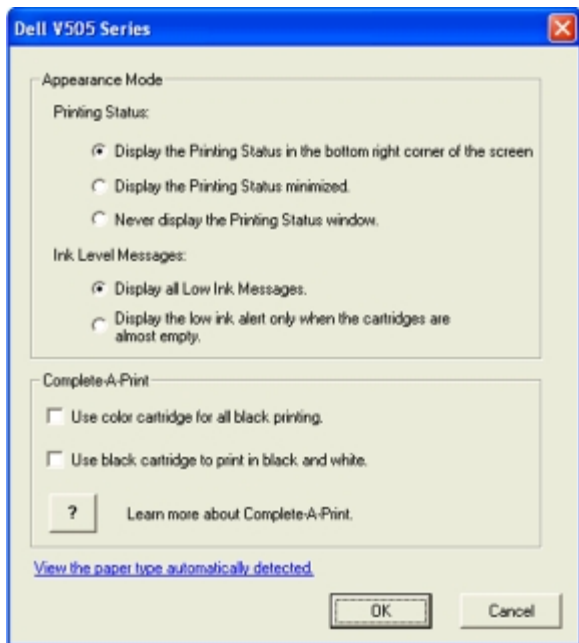 Dell V505 Series
Appearance Mode
Printing Status:
Display the Printing Status in the bottom right corner of the screen
Display the Printing Status minimized.
Never display the Printing Status window.
Ink Level Messages:
Display all Low Ink Messages.
Display the low ink alert only when the cartridges are
almost empty.
Complete-A-Print
Use color cartridge for all black printing.
Use black cartridge to print in black and white.
? Learn more about Complete-A-Print.
View the paper type automatically detected.
OK Cancel